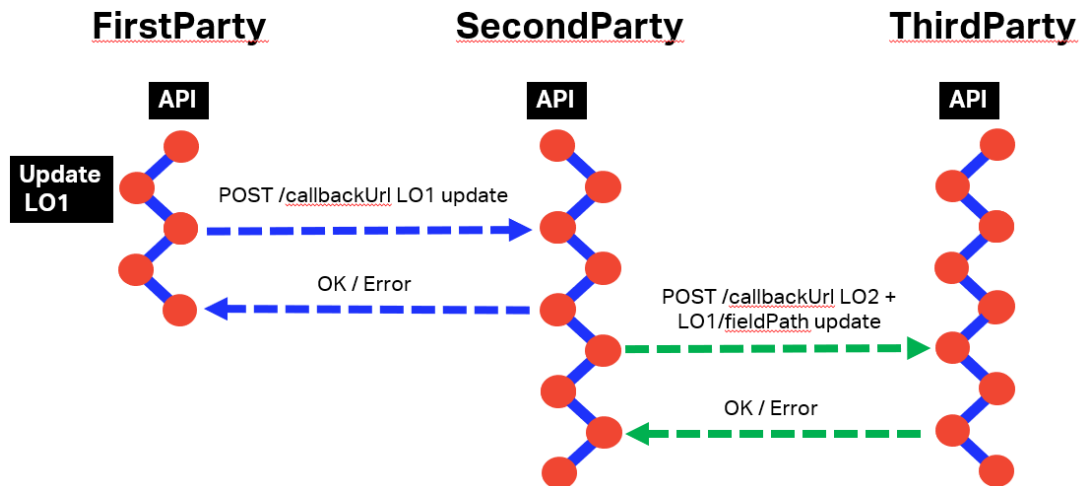 FirstParty
SecondParty
ThirdParty
API
API
API
Update
LO1
POST /callbackUrl LO1 update
OK / Error
POST /callbackUrl LO2 +
LO1/fieldPath update
OK / Error